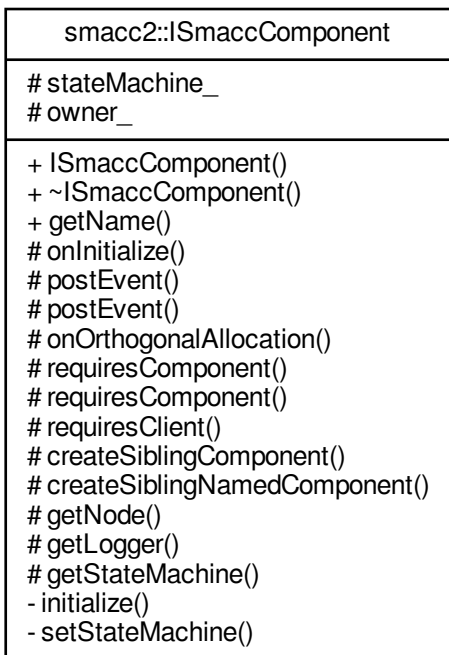 smacc2::ISmaccComponent
# stateMachine_
# owner_
+ ISmaccComponent()
+ ~ISmaccComponent()
+ getName()
# onInitialize()
# postEvent()
# postEvent()
# onOrthogonalAllocation()
# requiresComponent()
# requiresComponent()
# requiresClient()
# createSiblingComponent()
# createSiblingNamedComponent()
# getNode()
# getLogger()
# getStateMachine()
- initialize()
- setStateMachine()